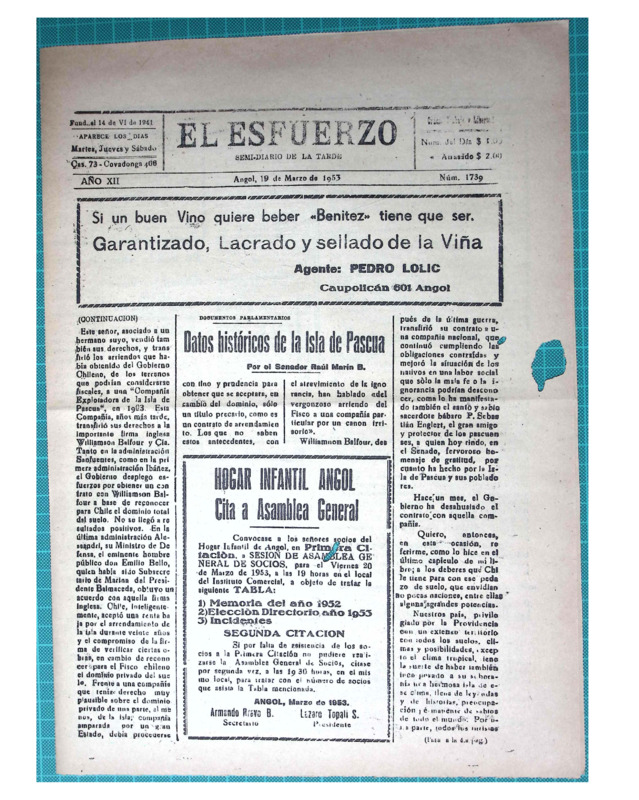 Fund. el 14 de VI de 1941
APARECE LOS DIAS
Martes, Jueves y Sábado
Cas. 73 - Covadonga 466
EL ESFUERZO
SEMI-DIARIO DE LA TARDE
Núm. del Día $
« Anasado $ 2.00
AÑO XII
Angol, 19 de Marzo de 1953
Núm. 1739
Si un buen Vino quiere beber «Benitez» tiene que ser.
Garantizado, Lacrado y sellado de la Viña
Agente: PEDRO LOLIC
Caupolicán 601 Angol
(CONTINUACION)
Este señor, asociado a un
hermano suyo, vendió tam
bién sus derechos, y trans
firió los arriendos que ha-
bía obtenido del Gobierno
Chileno, de los terrenos
que podrían considerarse
fiscales, a una "Compañía
Explotadora de la Isla de
Pascua", en 1903. Esta
Compañía, años más tarde,
transfirió sus derechos a la
importante firma inglesa
Williamson Balfour y Cía.
Tanto en la administración
Sanfuentes, como en la pri
mera administración Ibáñez,
el Gobierno desplegó es-
fuerzos por obtener un con
trato con Williamson Bal-
four a base de reconocer
para Chile el dominio total
del suelo. No se llegó a re
sultados positivos. En la
última administración Ale-
ssandri, su Ministro de De
fensa, el eminente hombre
público don Emilio Bello,
quien había sido Subsecre
tario de Marina del Presi-
dente Balmaceda, obtuvo un
acuerdo con aquella firma
inglesa. Chile, inteligente-
mente, aceptó una renta ba
ja por el arrendamiento de
la isla durante veinte años
y el compromiso de la fir-
ma de verificar ciertas o-
bras, en cambio de recono
cer para el Fisco chileno
el dominio privado del sue
lo. Frente a una compañía
que tenía derecho muy
plausible sobre el dominio
privado de una parte, al me
nos, de la Isla; compañía
amparada por un gran
Estado, debía procederse
DOCUMENTOS PARLAMENTARIOS
Datos históricos de la Isla de Pascua
Por el Senador Raúl Marín B.
con tino y prudencia para
obtener que se aceptara, en
cambio del dominio, sólo
un título precario, como es
un contrato de arrendamien
to. Los que no saben
estos antecedentes, con
el atrevimiento de la igno
rancia, han hablado «del
vergonzoso arriendo del
Fisco a una compañía par-
ticular por un canon irri-
sorio».
Williamson Balfour, des
HOGAR INFANTIL ANGOL
Cita a Asamblea General
Convócase a los señores socios del
Hogar Infantil de Angol, en Primera Ci-
tación, a SESION DE ASAMBLEA GE
NERAL DE SOCIOS, para el Viernes 20
de Marzo de 1953, a las 19 horas en el local
del Instituto Comercial, a objeto de tratar la
siguiente TABLA:
1) Memoria del año 1952
2)Elección Directorio año 1953
3) Incidentes
SEGUNDA CITACION
Si por falta de asistencia de los so-
cios a la Primera Citación no pudiere reali-
zarse la Asamblea General de Socios, cítase
por segunda vez, a las 19 30 horas, en el mis
mo local, para tratar con el número de socios
que asista la Tabla mencionada.
ANGOL, Marzo de 1953.
Armando Bravo B.
Secretario
Lázaro Topali S.
Presidente
pués de la última guerra,
transfirió su contrato a u-
na compañía nacional, que
continuó cumpliendo las
obligaciones contraídas y
mejoró la situación de los
nativos en una labor social
que sólo la mala fe o la i-
gnorancia podrían descono
cer, como lo ha manifesta-
do también el santo y sabio
sacerdote bábaro P. Sebas
tián Englert, el gran amigo
y protector de los pascuan
ses, a quien hoy rindo, en
el Senado, fervoroso ho-
menaje de gratitud, por
cuanto ha hecho por la Is-
la de Pascua y sus poblado
res.
Hace un mes, el Go-
bierno ha desahuciado el
contrato con aquella com-
pañía.
Quiero, entonces,
en esta ocasión, re
ferirme, como lo hice en el
último capítulo de mi li-
bro; a los deberes que Chi
le tiene para con ese peda
zo de suelo, que envidian
no pocas naciones, entre ellas
algunas grandes potencias.
Nuestros país, privile
giado por la Providencia
con un extenso territorio
con todos los suelos, cli-
mas y posibilidades, excep
to el clima tropical, tenido
la suerte de haber también
incorporado a su sobera-
nía una hermosa isla de e-
se clima, llena de leyendas
y de historias, preocupa-
ción permanente de sabios
de todo el mundo. Por o-
tra parte, todos los turistas
(Pasa a la 4.a pág.)